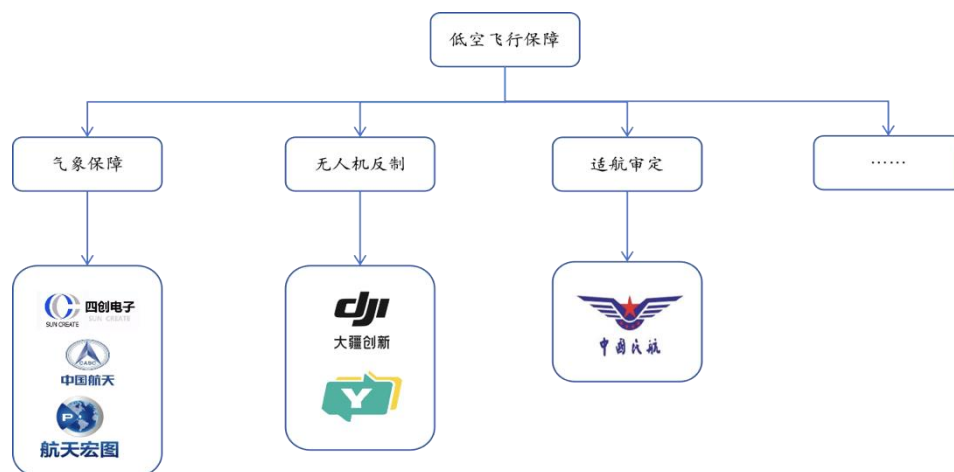 低空飞行保障
气象保障
无人机反制
适航审定
……
四创电子
SUN CREATE
SUN CREATE
CASC
中国航天
P
航天宏图
dji
大疆创新
Y
中国民航